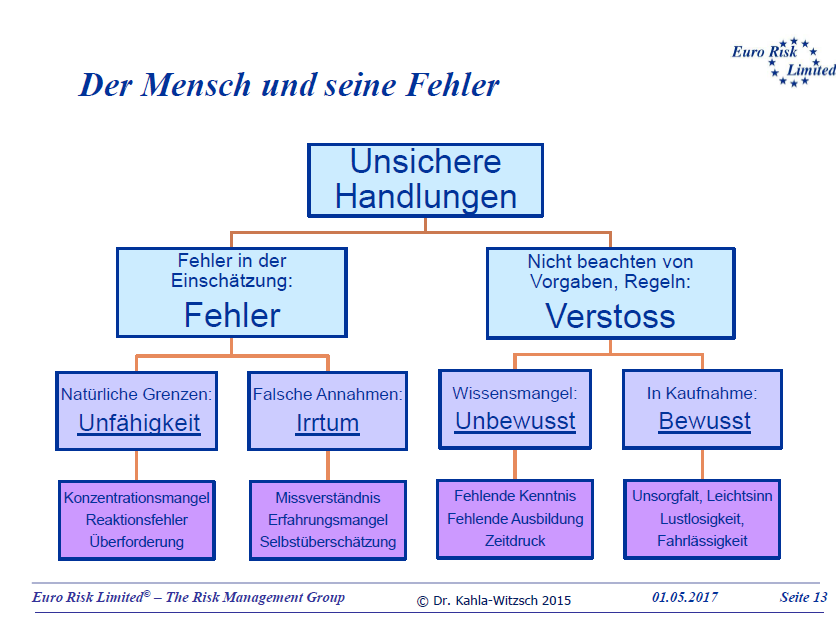 Euro Risk
Limited
Der Mensch und seine Fehler
Unsichere
Handlungen
Fehler in der
Einschätzung:
Fehler
Nicht beachten von
Vorgaben, Regeln:
Verstoss
Natürliche Grenzen:
Unfähigkeit
Falsche Annahmen:
Irrtum
Wissensmangel:
Unbewusst
In Kaufnahme:
Bewusst
Konzentrationsmangel
Reaktionsfehler
Überforderung
Missverständnis
Erfahrungsmangel
Selbstüberschätzung
Fehlende Kenntnis
Fehlende Ausbildung
Zeitdruck
Unsorgfalt, Leichtsinn
Lustlosigkeit,
Fahrlässigkeit
Euro Risk Limited© – The Risk Management Group
© Dr. Kahla-Witzsch 2015
01.05.2017
Seite 13